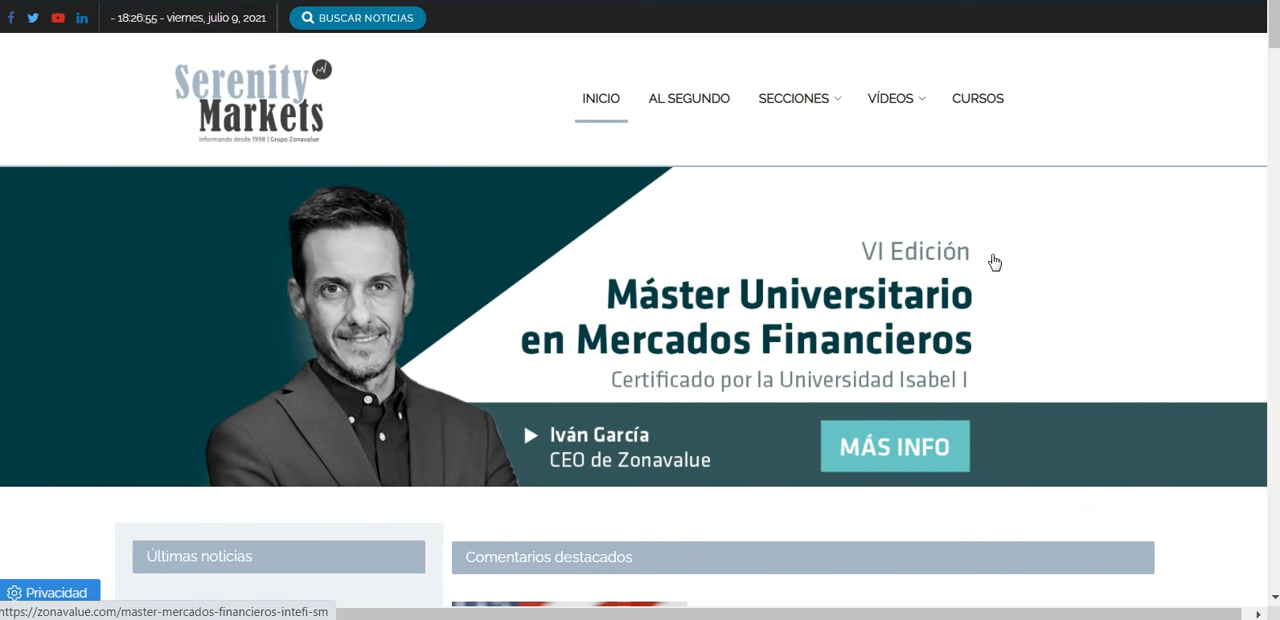 - 18:26:55 - viernes, julio 9, 2021
BUSCAR NOTICIAS
Serenity
Markets
Informando desde 1998 | Grupo Zonavalue
INICIO
AL SEGUNDO
SECCIONES
VÍDEOS
CURSOS
VI Edición
Máster Universitario
en Mercados Financieros
Certificado por la Universidad Isabel I
Iván García
CEO de Zonavalue
MÁS INFO
Últimas noticias
Comentarios destacados
Privacidad
https://zonavalue.com/master-mercados-financieros-intefi-sm